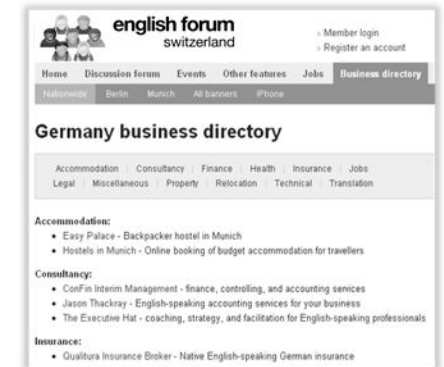 english forum
switzerland
» Member login
» Register an account
Home Discussion forum Events Other features Jobs Business directory
Nationwide Berlin Munich All banners iPhone
Germany business directory
Accommodation | Consultancy | Finance | Health | Insurance | Jobs
Legal | Miscellaneous | Property | Relocation | Technical | Translation
Accommodation:
• Easy Palace - Backpacker hostel in Munich
• Hostels in Munich - Online booking of budget accommodation for travellers
Consultancy:
• ConFin Interim Management - finance, controlling, and accounting services
• Jason Thackray - English-speaking accounting services for your business
• The Executive Hat - coaching, strategy, and facilitation for English-speaking professionals
Insurance:
• Qualitura Insurance Broker - Native English-speaking German insurance